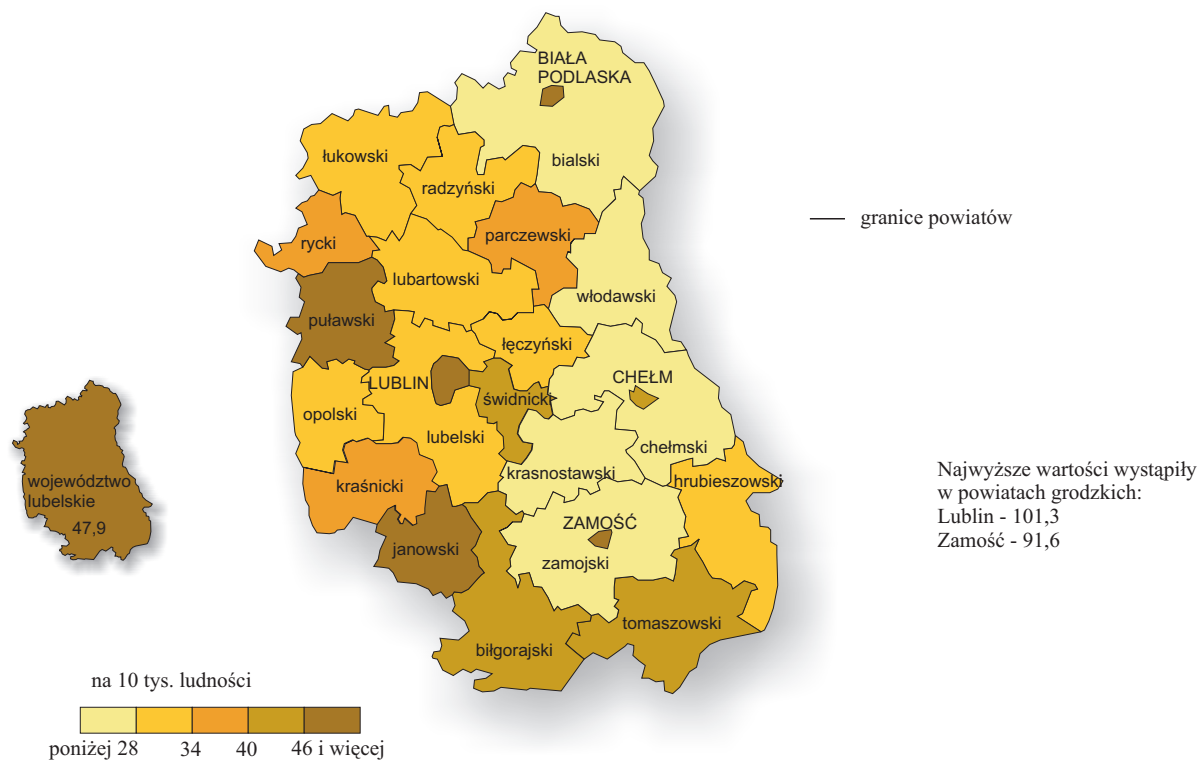 BIAŁA
PODLASKA
łukowski
bialski
radzyński
granice powiatów
rycki
parczewski
lubartowski
włodawski
puławski
łęczyński
LUBLIN
CHEŁM
świdnicki
opolski
lubelski
chełmski
krasnostawski
hrubieszowski
kraśnicki
województwo
lubelskie
47,9
Najwyższe wartości wystąpiły
w powiatach grodzkich:
Lublin - 101,3
Zamość - 91,6
ZAMOŚĆ
janowski
zamojski
tomaszowski
biłgorajski
na 10 tys. ludności
poniżej 28 34 40 46 i więcej